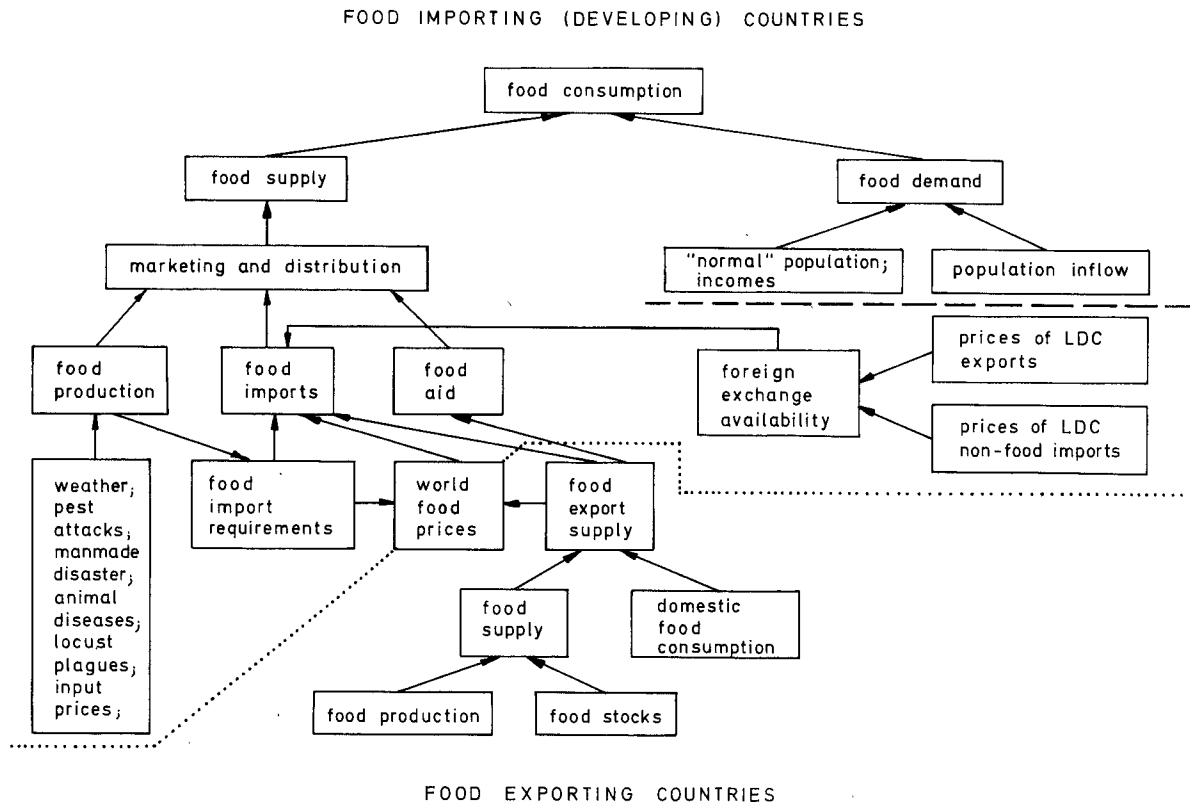 FOOD IMPORTING (DEVELOPING) COUNTRIES
food consumption
food supply
food demand
marketing and distribution
"normal" population;
incomes
population inflow
food
production
food
imports
food
aid
foreign
exchange
availability
prices of LDC
exports
prices of LDC
non-food imports
weather;
pest
attacks;
manmade
disaster;
animal
diseases;
locust
plagues;
input
prices;
food
import
requirements
world
food
prices
food
export
supply
food
supply
domestic
food
consumption
food production
food stocks
FOOD EXPORTING COUNTRIES